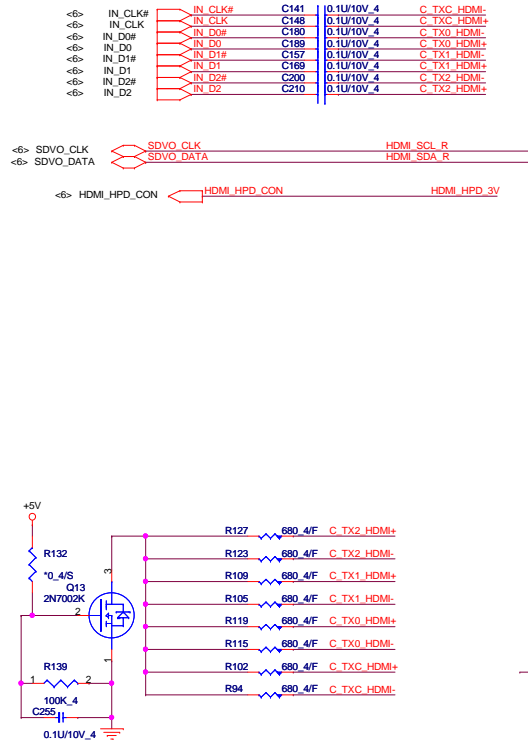 <6> IN_CLK# IN_CLK# C141 0.1U/10V_4 C_TXC_HDMI-
<6> IN_CLK IN_CLK C148 0.1U/10V_4 C_TXC_HDMI+
<6> IN_D0# IN_D0# C180 0.1U/10V_4 C_TX0_HDMI-
<6> IN_D0 IN_D0 C189 0.1U/10V_4 C_TX0_HDMI+
<6> IN_D1# IN_D1# C157 0.1U/10V_4 C_TX1_HDMI-
<6> IN_D1 IN_D1 C169 0.1U/10V_4 C_TX1_HDMI+
<6> IN_D2# IN_D2# C200 0.1U/10V_4 C_TX2_HDMI-
<6> IN_D2 IN_D2 C210 0.1U/10V_4 C_TX2_HDMI+
<6> SDVO_CLK SDVO_CLK HDMI_SCL_R
<6> SDVO_DATA SDVO_DATA HDMI_SDA_R
<6> HDMI_HPD_CON HDMI_HPD_CON HDMI_HPD_3V
+5V
R127 680_4/F C_TX2_HDMI+
R132
R123 680_4/F C_TX2_HDMI-
*0_4/S
3
R109 680_4/F C_TX1_HDMI+
Q13
2N7002K
R105 680_4/F C_TX1_HDMI-
2
R119 680_4/F C_TX0_HDMI+
R115 680_4/F C_TX0_HDMI-
1
R139
R102 680_4/F C_TXC_HDMI+
1 2
R94 680_4/F C_TXC_HDMI-
100K_4
C255
0.1U/10V_4